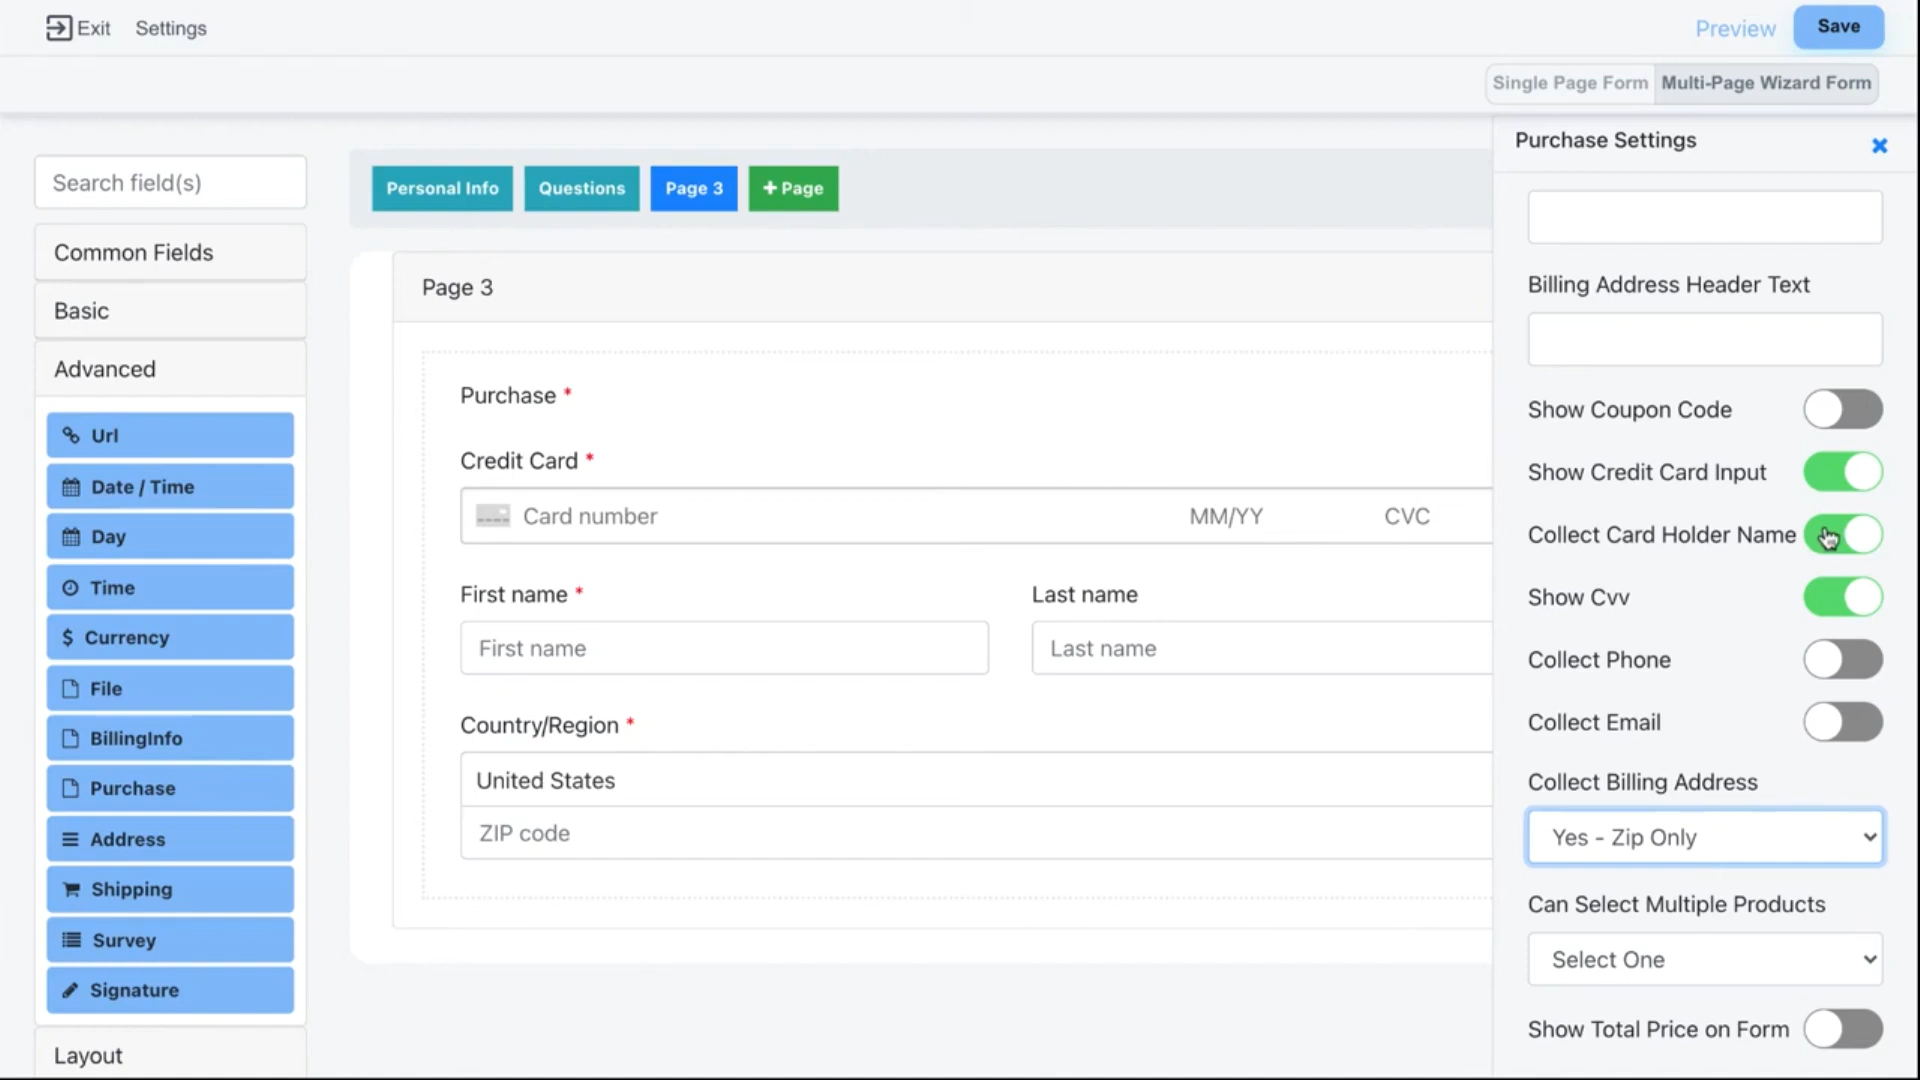 Exit Settings
Preview Save
Single Page Form Multi-Page Wizard Form
Search field(s)
Common Fields
Basic
Advanced
Url
Date / Time
Day
Time
$ Currency
File
BillingInfo
Purchase
Address
Shipping
Survey
Signature
Layout
Personal Info Questions Page 3 + Page
Page 3
Purchase *
Credit Card *
Card number MM/YY CVC
First name * Last name
First name Last name
Country/Region *
United States
ZIP code
Purchase Settings
Billing Address Header Text
Show Coupon Code
Show Credit Card Input
Collect Card Holder Name
Show Cvv
Collect Phone
Collect Email
Collect Billing Address
Yes - Zip Only
Can Select Multiple Products
Select One
Show Total Price on Form